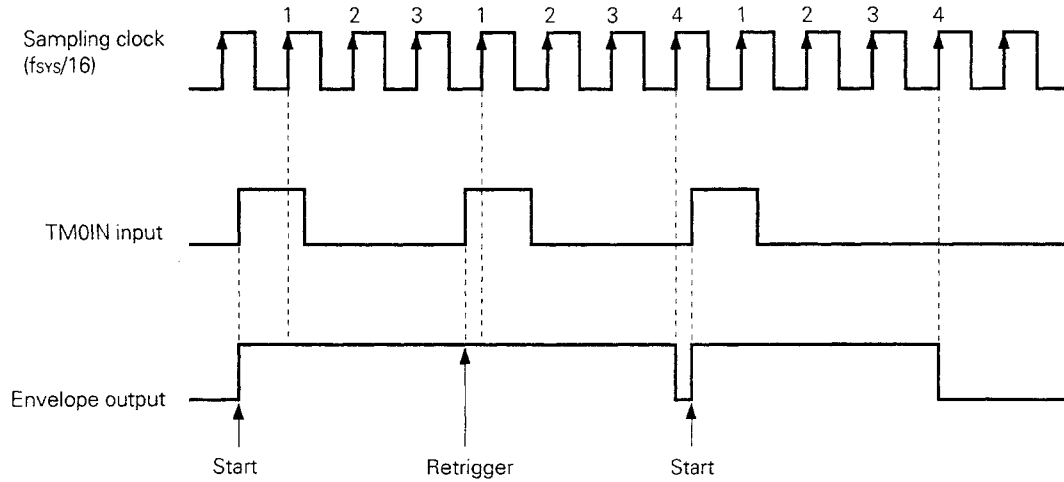 1 2 3 1 2 3 4 1 2 3 4
Sampling clock
(fsys/16)
TM0IN input
Envelope output
Start Retrigger Start